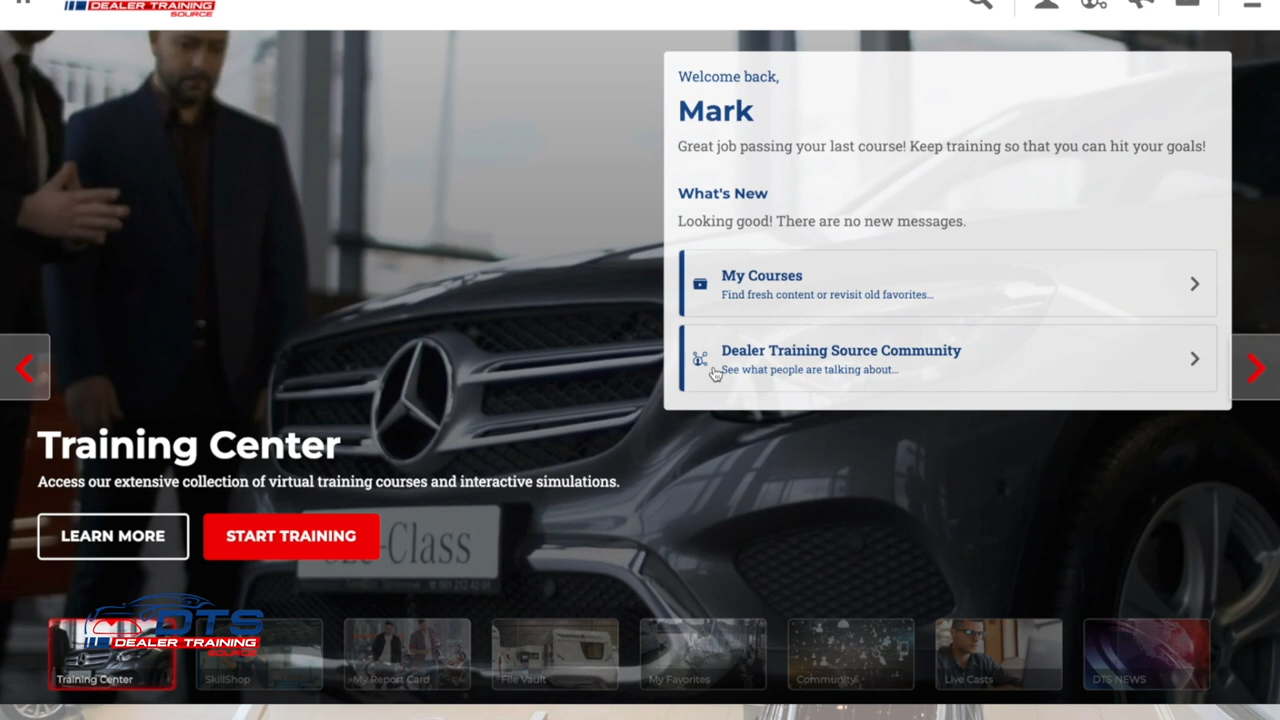 DEALER TRAINING
SOURCE
Welcome back,
Mark
Great job passing your last course! Keep training so that you can hit your goals!
What's New
Looking good! There are no new messages.
My Courses
Find fresh content or revisit old favorites...
Dealer Training Source Community
See what people are talking about...
Training Center
Access our extensive collection of virtual training courses and interactive simulations.
LEARN MORE
START TRAINING
-Class
DTS
DEALER TRAINING
SOURCE
Training Center
SkillShop
My Report Card
File Vault
My Favorites
Community
Live Casts
DTS NEWS